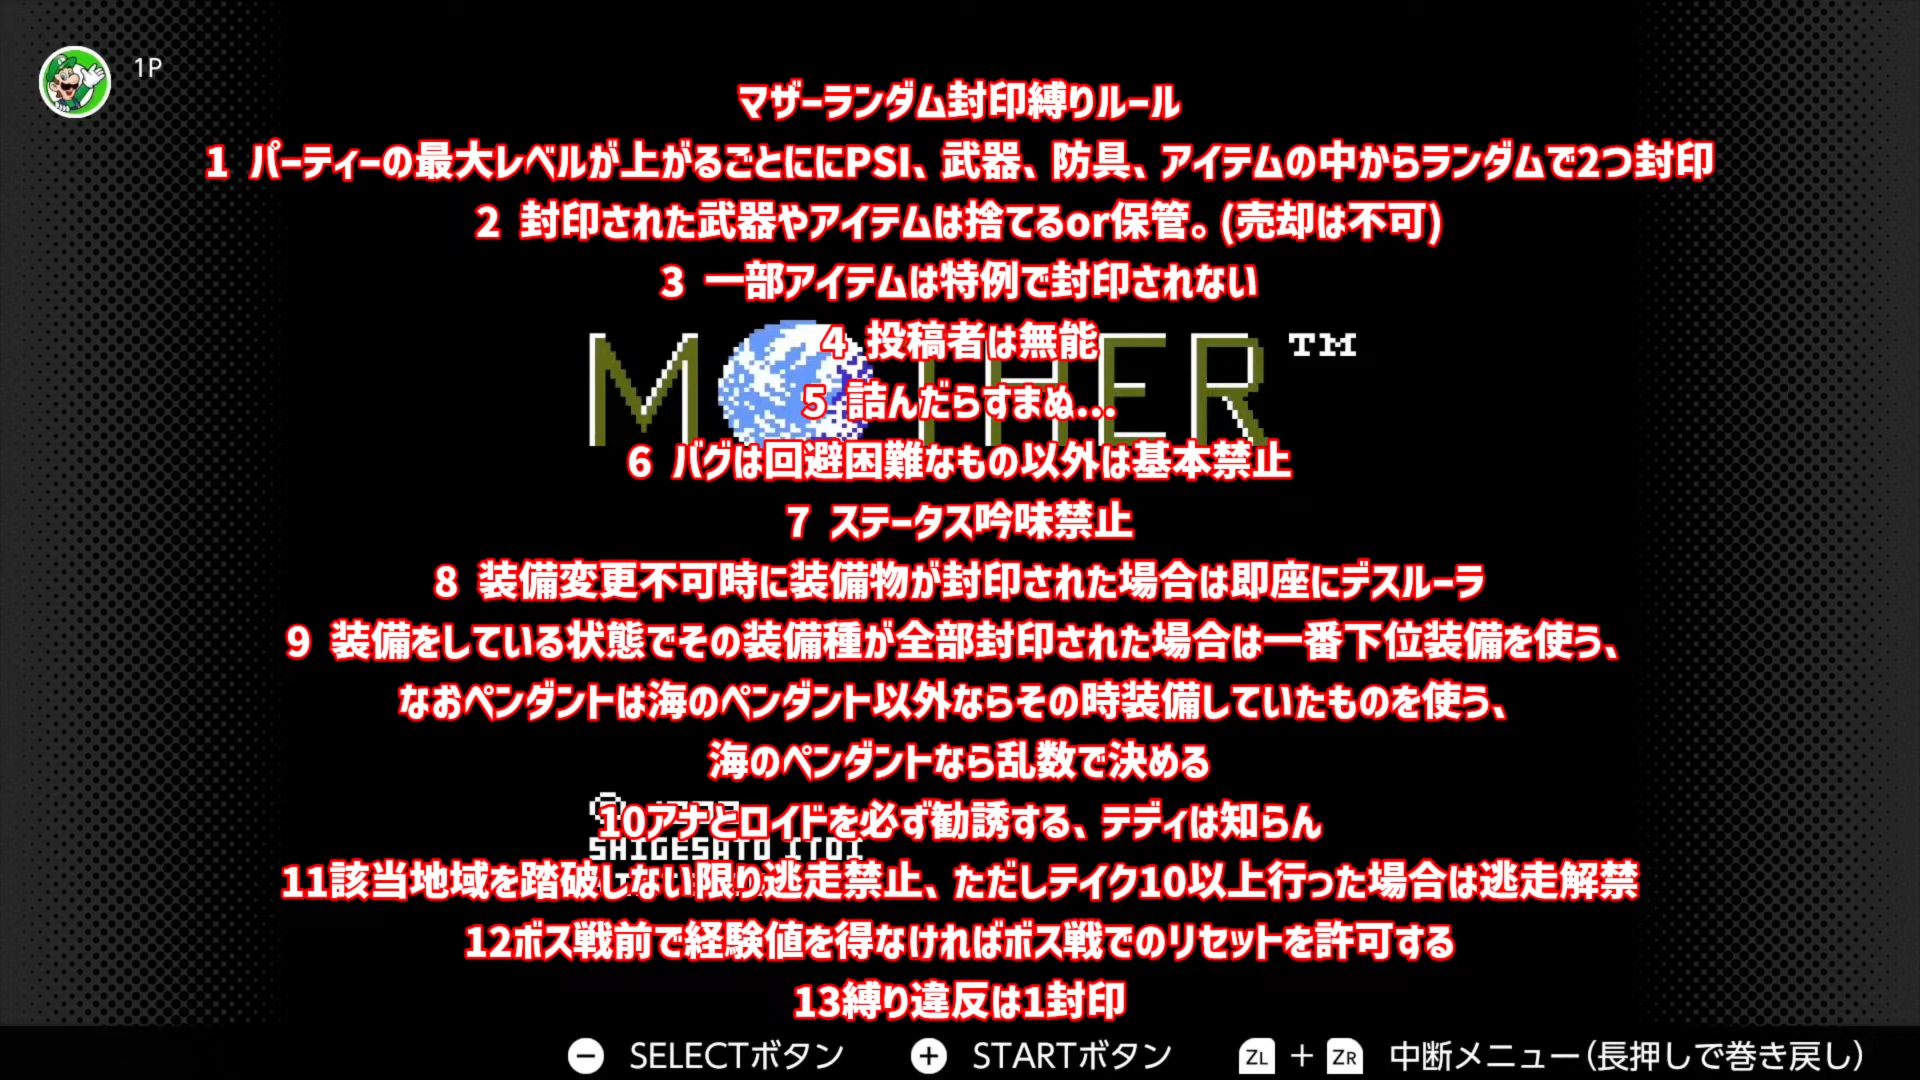 1P
マザーランダム封印縛りルール
1 パーティーの最大レベルが上がるごとににPSI、武器、防具、アイテムの中からランダムで2つ封印
2 封印された武器やアイテムは捨てるor保管。(売却は不可)
3 一部アイテムは特例で封印されない
4 投稿者は無能
MOTHER™
5 詰んだらすまぬ...
6 バグは回避困難なもの以外は基本禁止
7 ステータス吟味禁止
8 装備変更不可時に装備物が封印された場合は即座にデスルーラ
9 装備をしている状態でその装備種が全部封印された場合は一番下位装備を使う、
なおペンダントは海のペンダント以外ならその時装備していたものを使う、
海のペンダントなら乱数で決める
10アナとロイドを必ず勧誘する、テディは知らん
SHIGESATO ITOI
11該当地域を踏破しない限り逃走禁止、ただしテイク10以上行った場合は逃走解禁
12ボス戦前で経験値を得なければボス戦でのリセットを許可する
13縛り違反は1封印
SELECTボタン STARTボタン ZL + ZR 中断メニュー(長押しで巻き戻し)